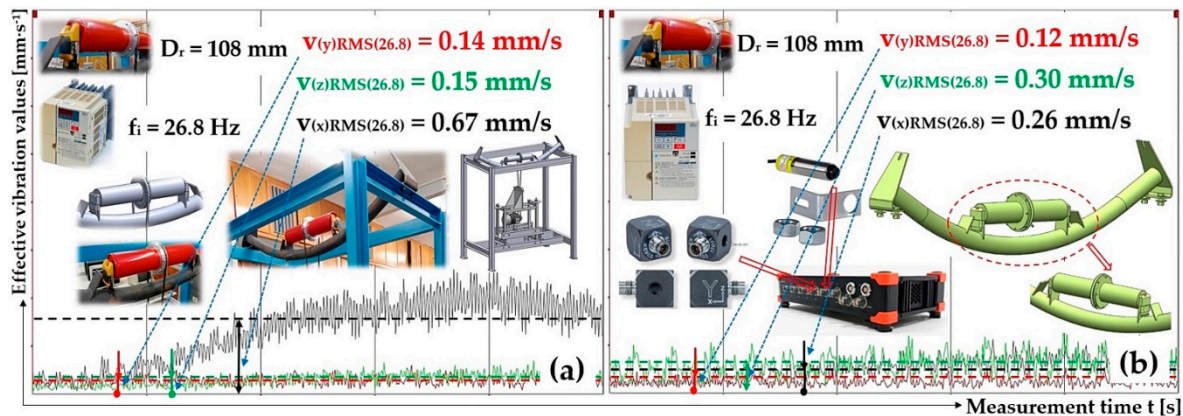 Effective vibration values [mm·s⁻¹]
Dᵣ = 108 mm
v(y)RMS(26.8) = 0.14 mm/s
v(z)RMS(26.8) = 0.15 mm/s
fᵢ = 26.8 Hz
v(x)RMS(26.8) = 0.67 mm/s
(a)
Dᵣ = 108 mm
v(y)RMS(26.8) = 0.12 mm/s
v(z)RMS(26.8) = 0.30 mm/s
fᵢ = 26.8 Hz
v(x)RMS(26.8) = 0.26 mm/s
Y
(b)
Measurement time t [s]